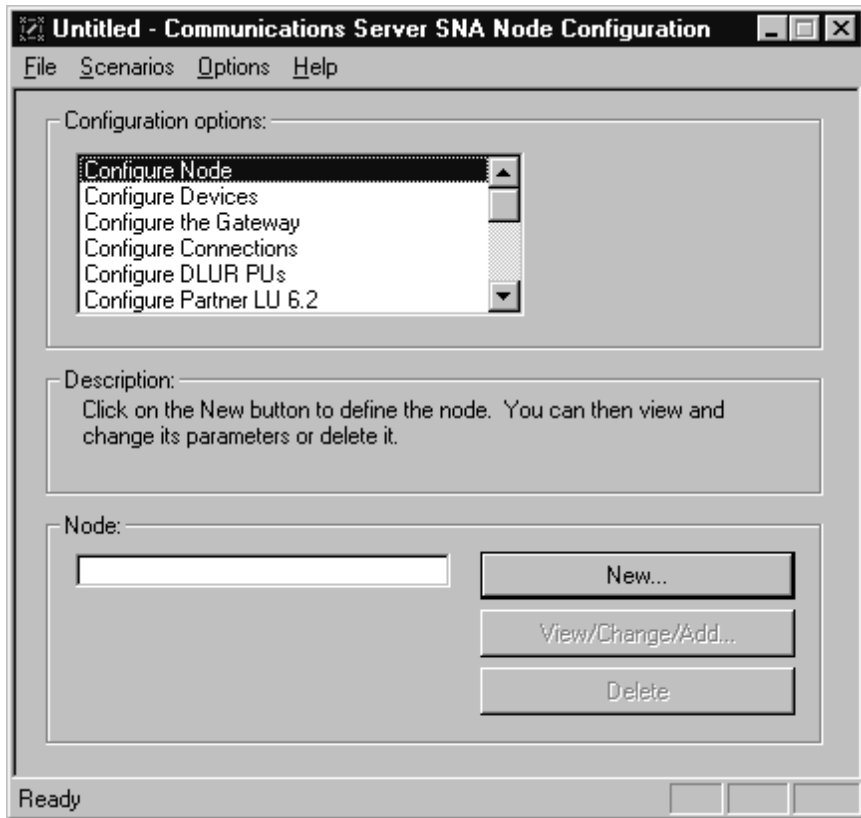 Untitled - Communications Server SNA Node Configuration
File Scenarios Options Help
Configuration options:
Configure Node
Configure Devices
Configure the Gateway
Configure Connections
Configure DLUR PUs
Configure Partner LU 6.2
Description:
Click on the New button to define the node. You can then view and
change its parameters or delete it.
Node:
New...
View/Change/Add...
Delete
Ready